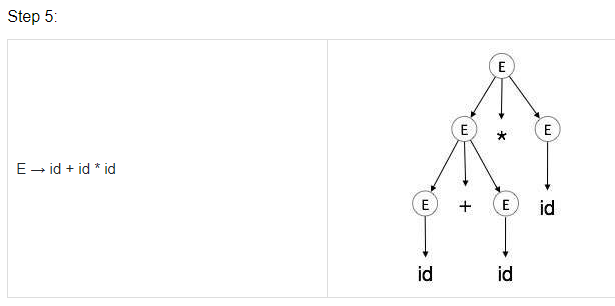 Step 5:
E → id + id * id
E
E * E
E + E id
id id